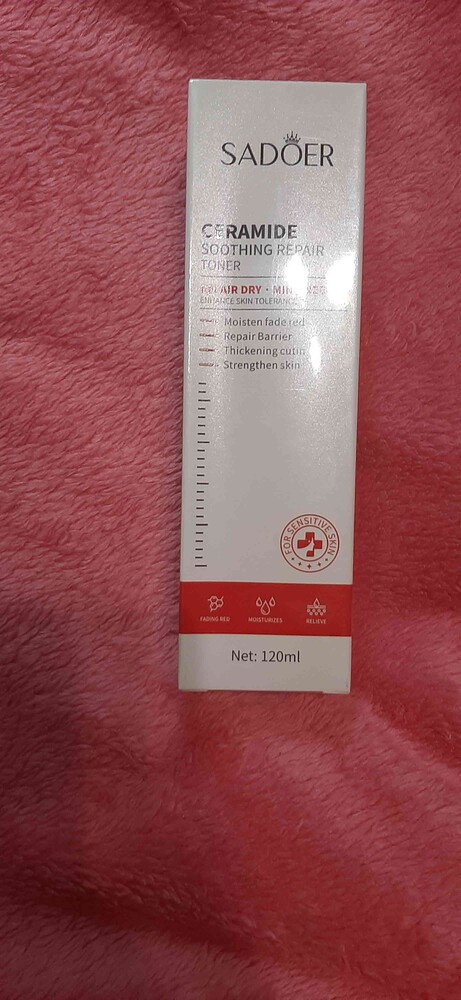 SADOER
CERAMIDE
SOOTHING REPAIR
TONER
REPAIR DRY ·
ENHANCE SKIN TOLERANCE
Moisten fade red
Repair Barrier
Thickening cutin
Strengthen skin
FOR SENSITIVE SKIN
FADING RED
MOISTURIZES
RELIEVE
Net: 120ml